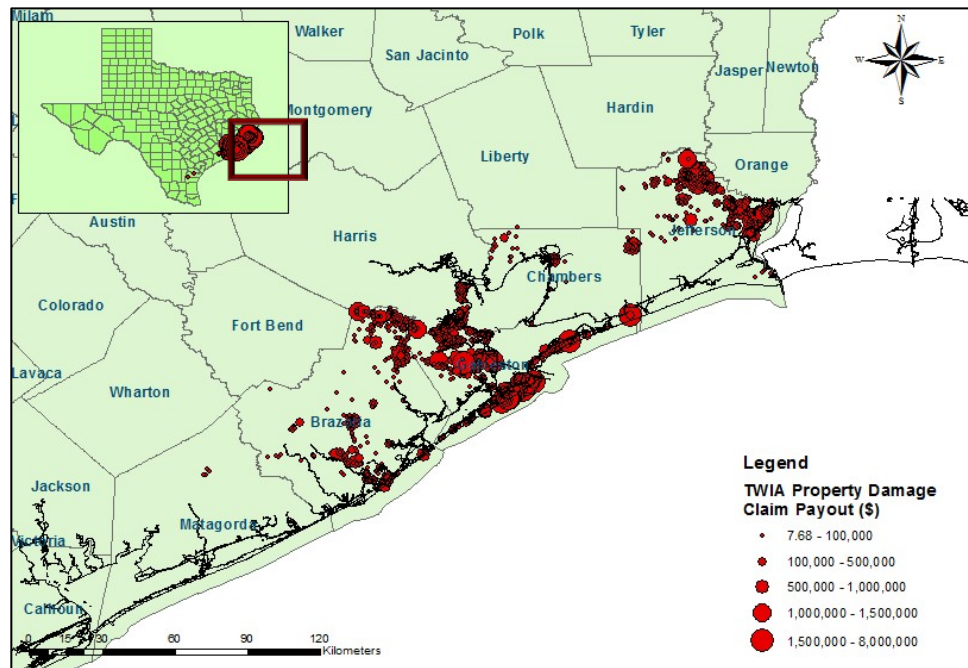 Milam
Walker
San Jacinto
Polk
Tyler
Jasper
Newton
N
W E
S
Montgomery
Hardin
Liberty
Orange
Austin
Harris
Jefferson
Chambers
Colorado
Fort Bend
Lavaca
Wharton
Galveston
Brazoria
Jackson
Matagorda
Victoria
Calhoun
0 15 30 60 90 120
Kilometers
Legend
TWIA Property Damage
Claim Payout ($)
7.68 - 100,000
100,000 - 500,000
500,000 - 1,000,000
1,000,000 - 1,500,000
1,500,000 - 8,000,000